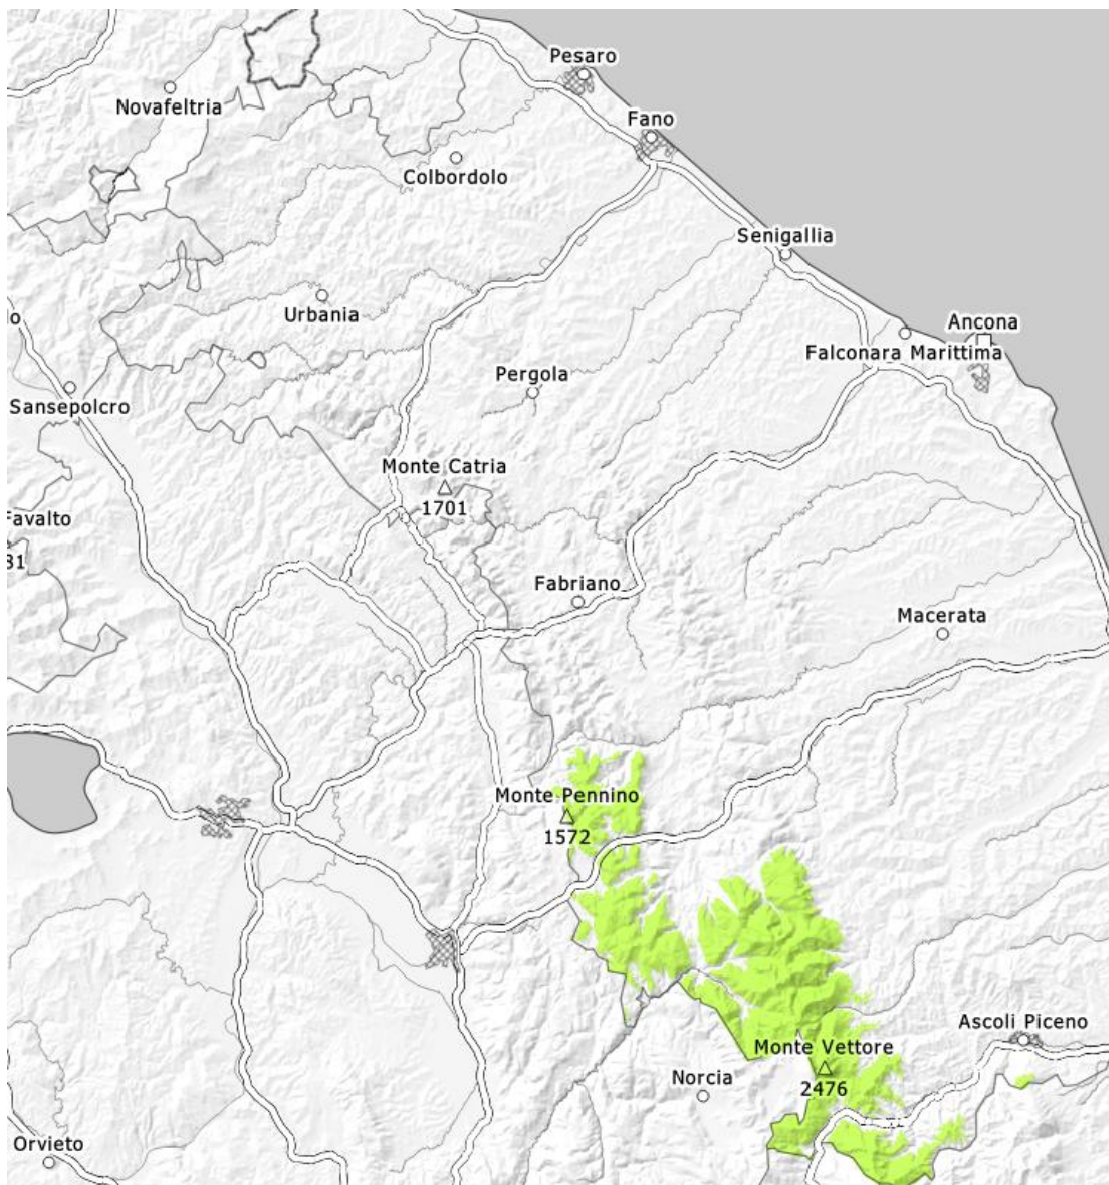 Pesaro
Novafeltria
Fano
Colbordolo
Senigallia
Urbania
Ancona
Falconara Marittima
Pergola
Sansepolcro
Monte Catria
1701
Favalto
Fabriano
Macerata
Monte Pennino
1572
Ascoli Piceno
Monte Vettore
Norcia
2476
Orvieto